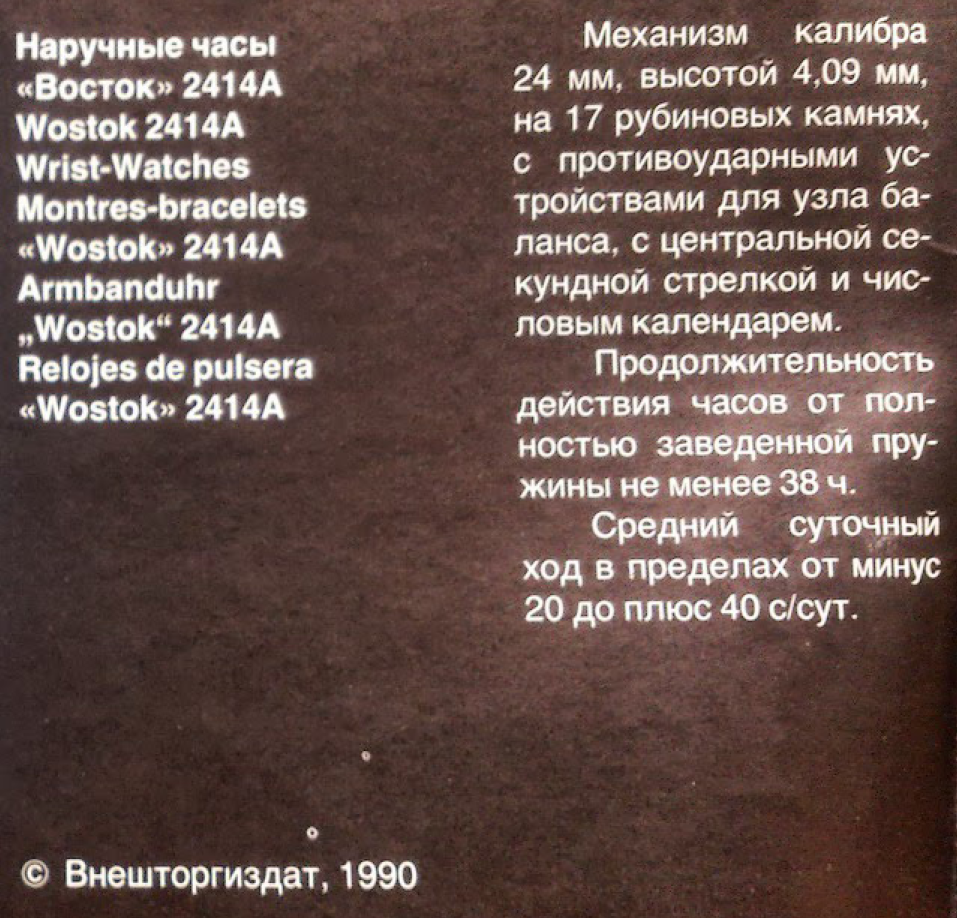 Наручные часы
«Восток» 2414А
Wostok 2414A
Wrist-Watches
Montres-bracelets
«Wostok» 2414A
Armbanduhr
„Wostok“ 2414A
Relojes de pulsera
«Wostok» 2414A
Механизм калибра
24 мм, высотой 4,09 мм,
на 17 рубиновых камнях,
с противоударными ус-
тройствами для узла ба-
ланса, с центральной се-
кундной стрелкой и чис-
ловым календарем.
Продолжительность
действия часов от пол-
ностью заведенной пру-
жины не менее 38 ч.
Средний суточный
ход в пределах от минус
20 до плюс 40 с/сут.
© Внешторгиздат, 1990